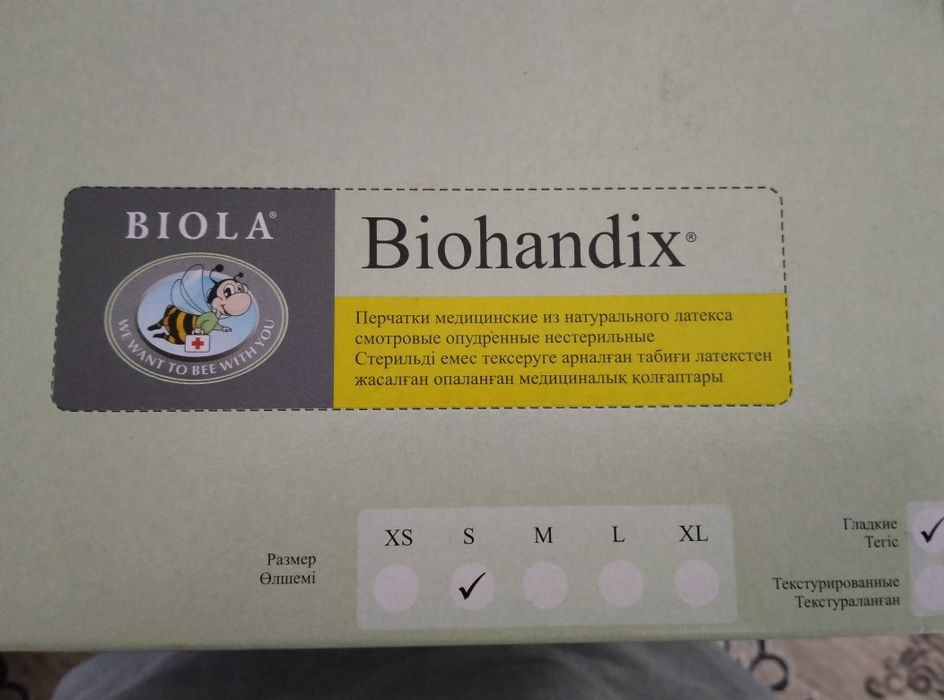 BIOLA®
WE WANT TO BEE WITH YOU
Biohandix®
Перчатки медицинские из натурального латекса
смотровые опудренные нестерильные
Стерильді емес тексеруге арналған табиғи латекстен
жасалған опаланған медициналық қолғаптары
Размер
Өлшемі
XS S M L XL
✓
Гладкие
Тегіс
✓
Текстурированные
Текстураланған